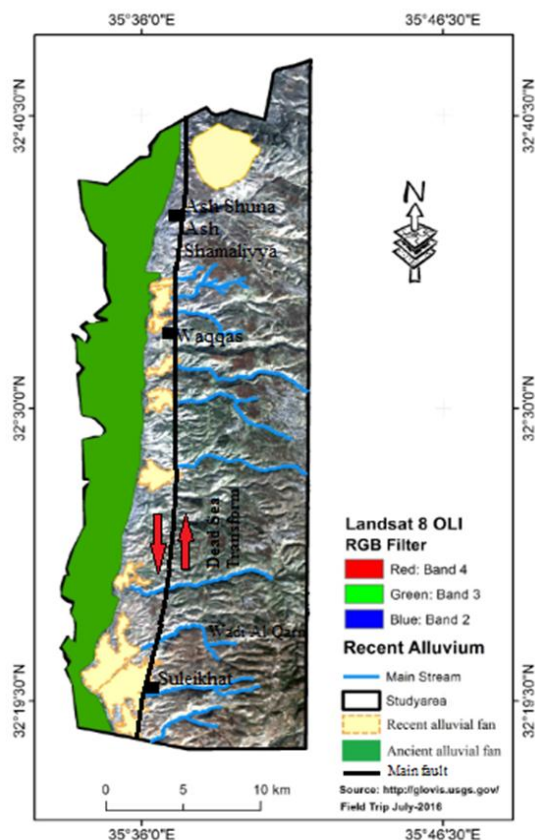 35°36'0"E
35°46'30"E
32°40'30"N
32°40'30"N
N
Ash Shuna
Ash
Shamaliyya
Waqqas
32°30'0"N
32°30'0"N
Dead Sea
Transform
Wadi Al Qarn
Suleikhat
32°19'30"N
32°19'30"N
Landsat 8 OLI
RGB Filter
Red: Band 4
Green: Band 3
Blue: Band 2
Recent Alluvium
Main Stream
Studyarea
Recent alluvial fan
Ancient alluvial fan
Main fault
Source: http://glovis.usgs.gov/
Field Trip July-2016
0 5 10 km
35°36'0"E
35°46'30"E